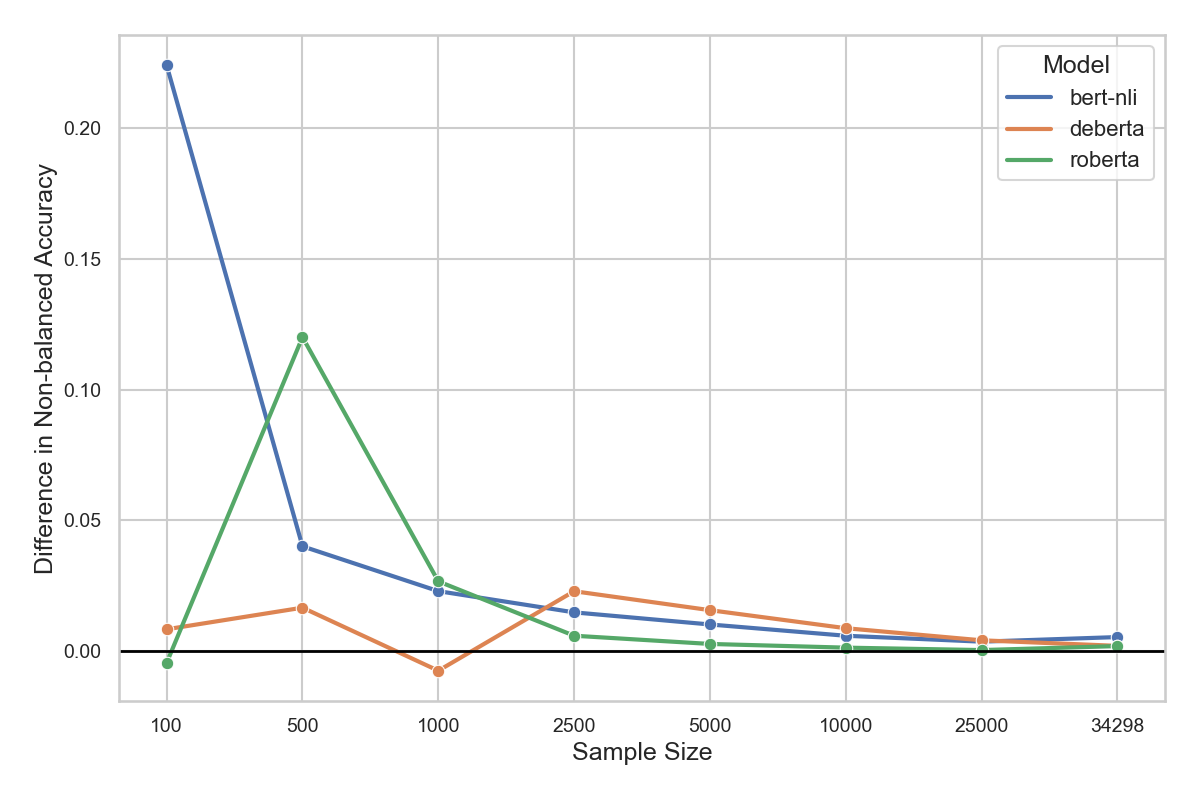 Model
bert-nli
deberta
roberta
Difference in Non-balanced Accuracy
0.20
0.15
0.10
0.05
0.00
100 500 1000 2500 5000 10000 25000 34298
Sample Size